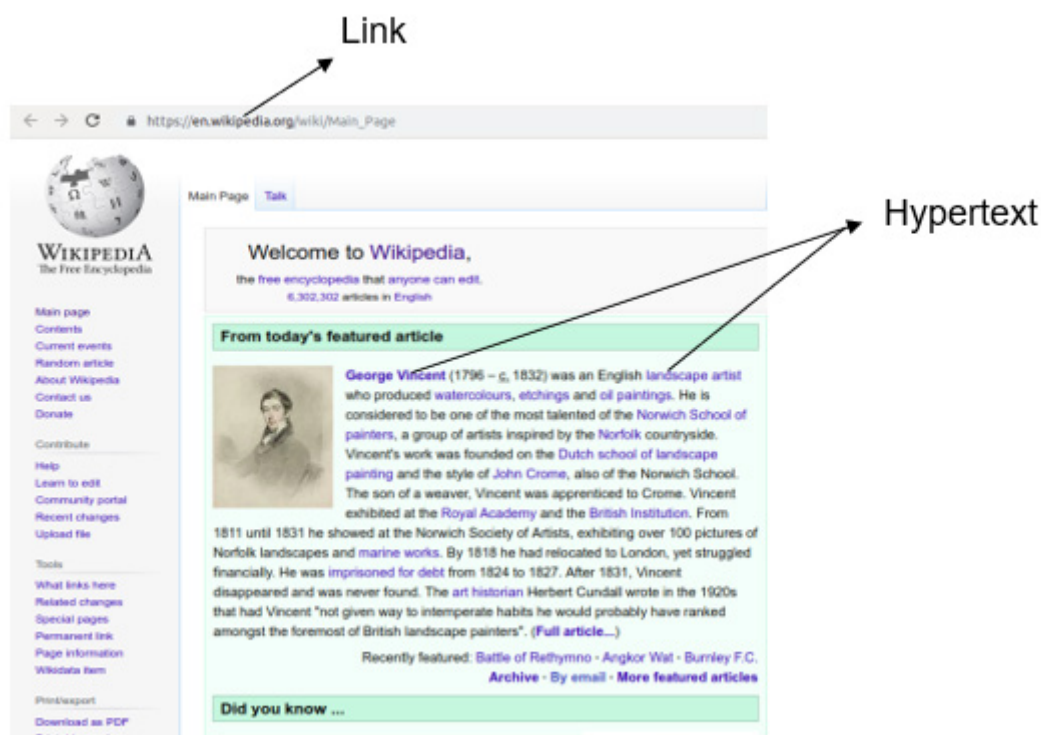 Link
https://en.wikipedia.org/wiki/Main_Page
Hypertext
WIKIPEDIA
The Free Encyclopedia
Main page
Contents
Current events
Random article
About Wikipedia
Contact us
Donate
Contribute
Help
Learn to edit
Community portal
Recent changes
Upload file
Tools
What links here
Related changes
Special pages
Permanent link
Page information
Wikidata item
Print/export
Download as PDF
Main Page Talk
Welcome to Wikipedia,
the free encyclopedia that anyone can edit.
6,302,302 articles in English
From today's featured article
George Vincent (1796 – c. 1832) was an English landscape artist
who produced watercolours, etchings and oil paintings. He is
considered to be one of the most talented of the Norwich School of
painters, a group of artists inspired by the Norfolk countryside.
Vincent's work was founded on the Dutch school of landscape
painting and the style of John Crome, also of the Norwich School.
The son of a weaver, Vincent was apprenticed to Crome. Vincent
exhibited at the Royal Academy and the British Institution. From
1811 until 1831 he showed at the Norwich Society of Artists, exhibiting over 100 pictures of
Norfolk landscapes and marine works. By 1818 he had relocated to London, yet struggled
financially. He was imprisoned for debt from 1824 to 1827. After 1831, Vincent
disappeared and was never found. The art historian Herbert Cundall wrote in the 1920s
that had Vincent "not given way to intemperate habits he would probably have ranked
amongst the foremost of British landscape painters". (Full article...)
Recently featured: Battle of Rethymno · Angkor Wat · Burnley F.C.
Archive · By email · More featured articles
Did you know ...